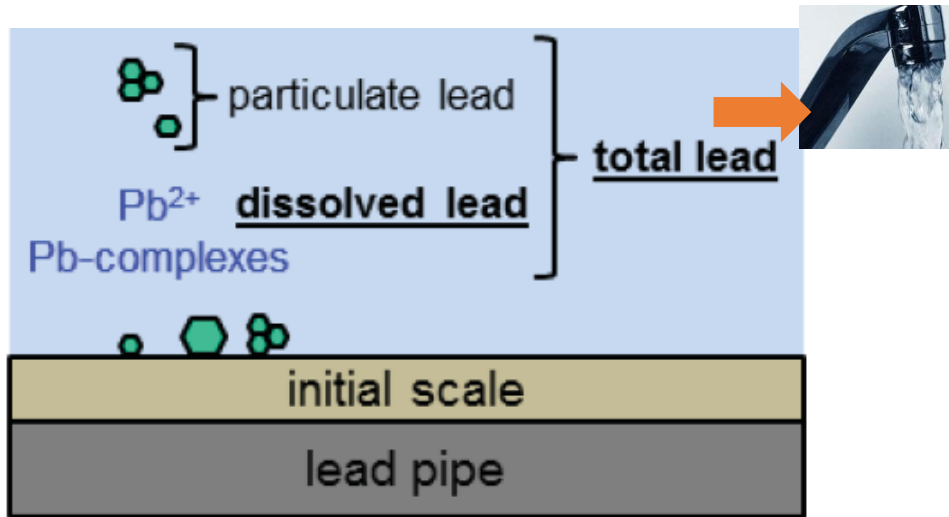 particulate lead
total lead
Pb²⁺ dissolved lead
Pb-complexes
initial scale
lead pipe